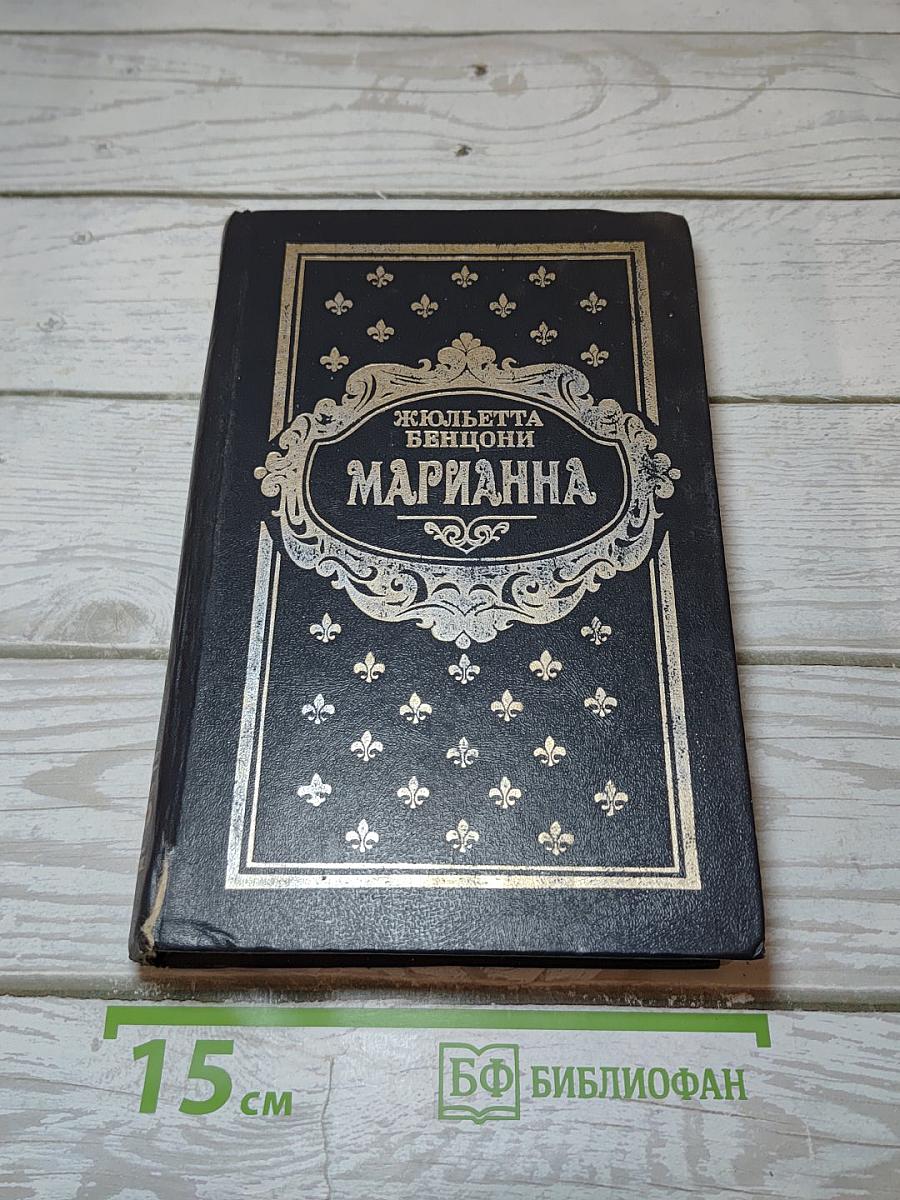 ЖЮЛЬЕТТА
БЕНЦОНИ
МАРИАННА
15 см
БФ БИБЛИОФАН